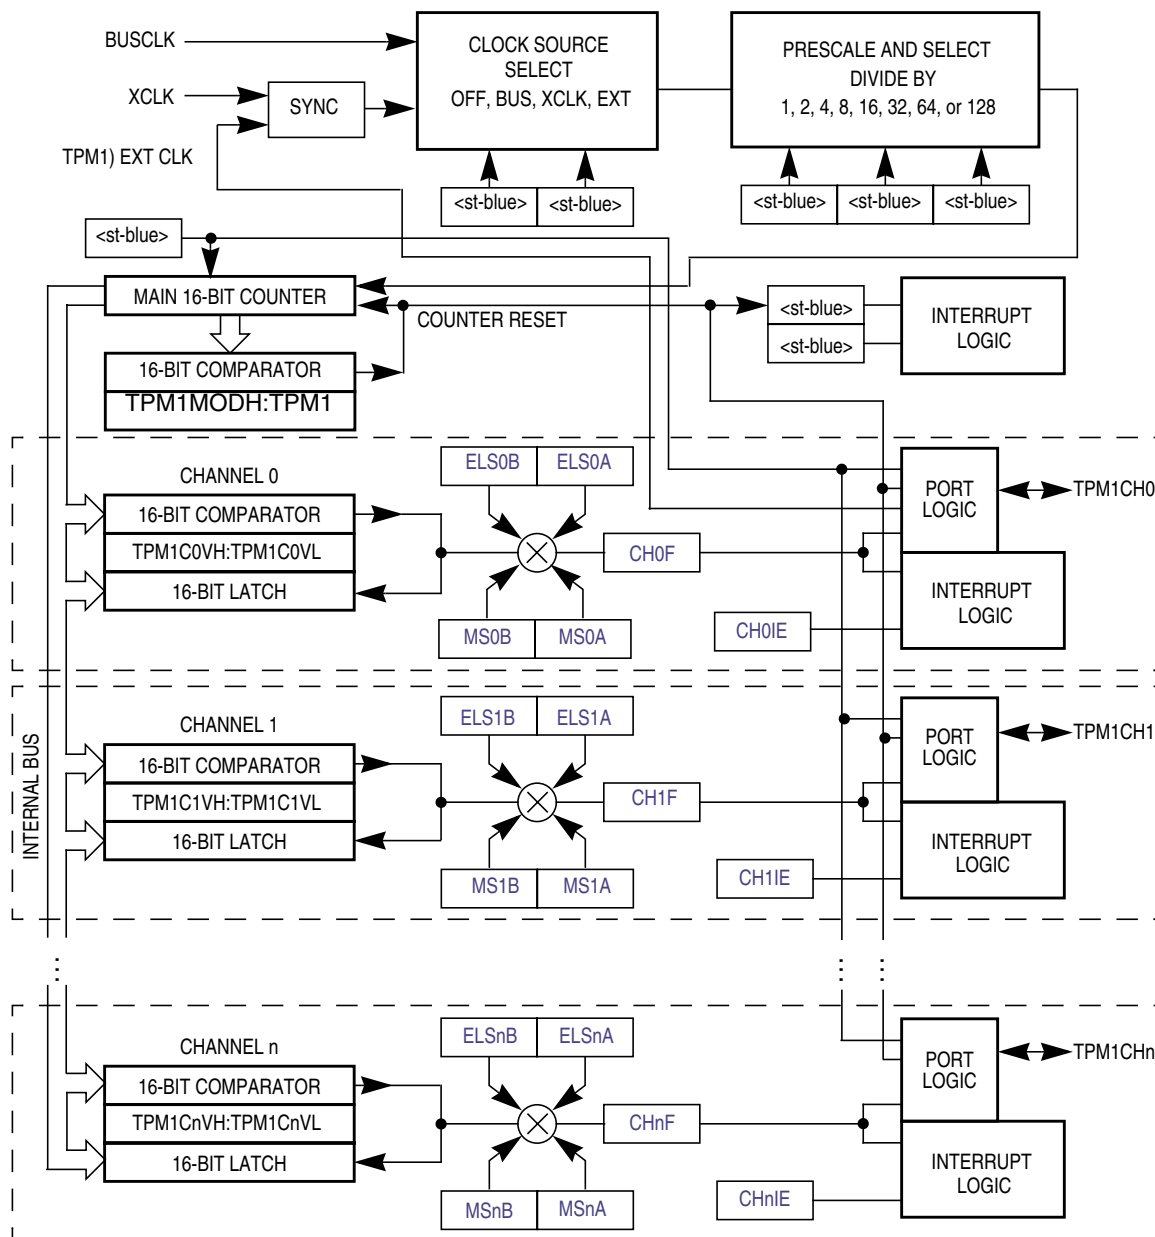 BUSCLK
XCLK
TPM1) EXT CLK
SYNC
CLOCK SOURCE
SELECT
OFF, BUS, XCLK, EXT
PRESCALE AND SELECT
DIVIDE BY
1, 2, 4, 8, 16, 32, 64, or 128
<st-blue>
<st-blue>
<st-blue>
<st-blue>
<st-blue>
<st-blue>
MAIN 16-BIT COUNTER
COUNTER RESET
<st-blue>
<st-blue>
INTERRUPT
LOGIC
16-BIT COMPARATOR
TPM1MODH:TPM1
CHANNEL 0
16-BIT COMPARATOR
TPM1C0VH:TPM1C0VL
16-BIT LATCH
ELS0B
ELS0A
MS0B
MS0A
CH0F
CH0IE
PORT
LOGIC
INTERRUPT
LOGIC
TPM1CH0
INTERNAL BUS
CHANNEL 1
16-BIT COMPARATOR
TPM1C1VH:TPM1C1VL
16-BIT LATCH
ELS1B
ELS1A
MS1B
MS1A
CH1F
CH1IE
PORT
LOGIC
INTERRUPT
LOGIC
TPM1CH1
CHANNEL n
16-BIT COMPARATOR
TPM1CnVH:TPM1CnVL
16-BIT LATCH
ELSnB
ELSnA
MSnB
MSnA
CHnF
CHnIE
PORT
LOGIC
INTERRUPT
LOGIC
TPM1CHn